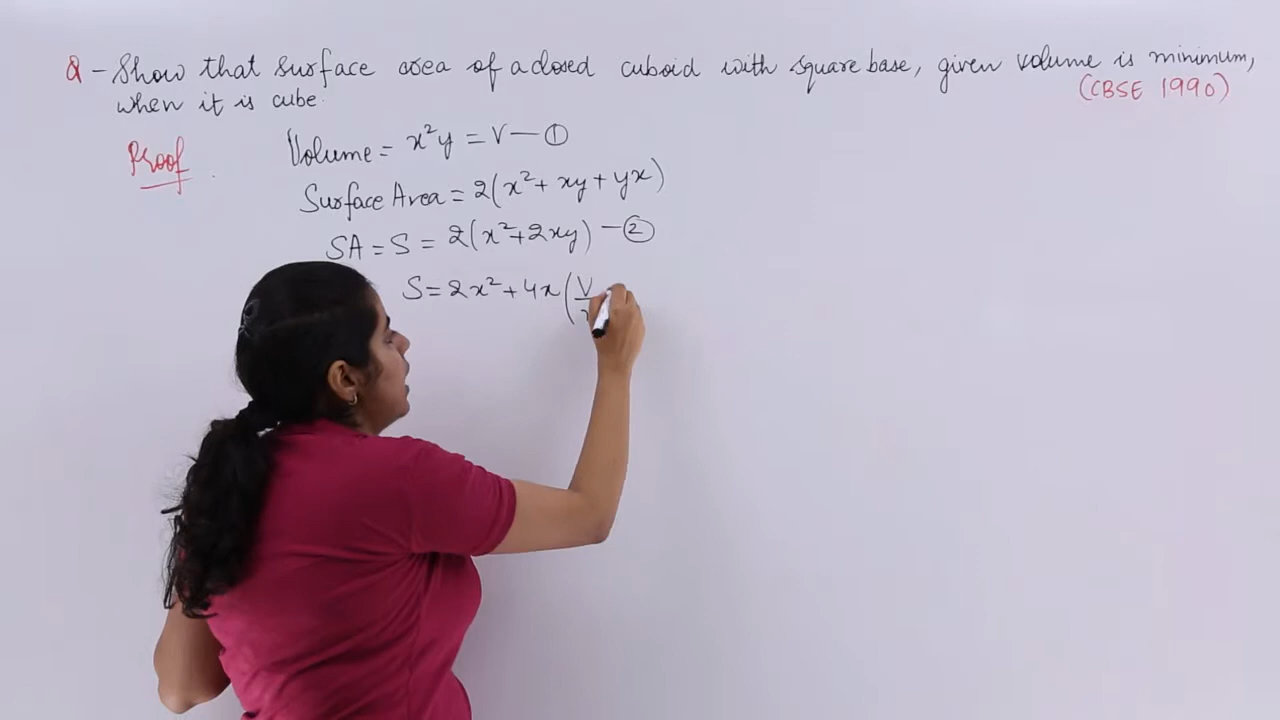 Q - Show that surface area of a closed cuboid with square base, given volume is minimum,
when it is cube. (CBSE 1990)
Proof
Volume = x²y = V — ①
Surface Area = 2(x² + xy + yx)
SA = S = 2(x² + 2xy) — ②
S = 2x² + 4x(V